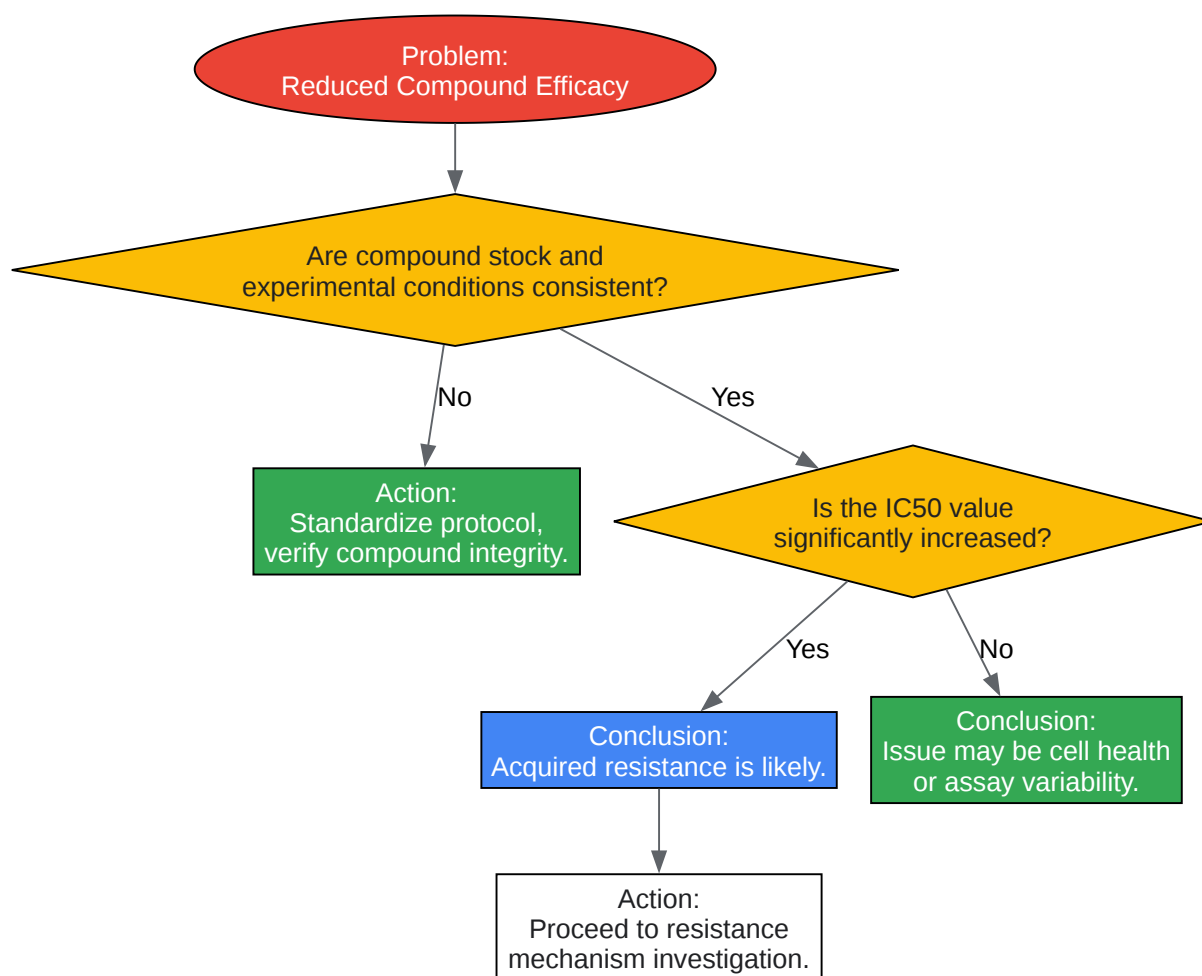 Problem:
Reduced Compound Efficacy
Are compound stock and
experimental conditions consistent?
No
Yes
Action:
Standardize protocol,
verify compound integrity.
Is the IC50 value
significantly increased?
Yes
No
Conclusion:
Acquired resistance is likely.
Conclusion:
Issue may be cell health
or assay variability.
Action:
Proceed to resistance
mechanism investigation.